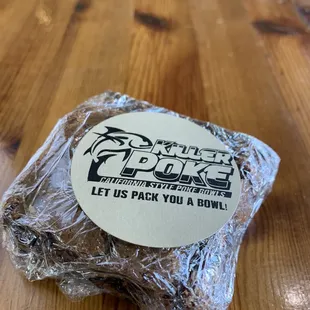 KILLER
POKE
CALIFORNIA STYLE POKE BOWLS
LET US PACK YOU A BOWL!